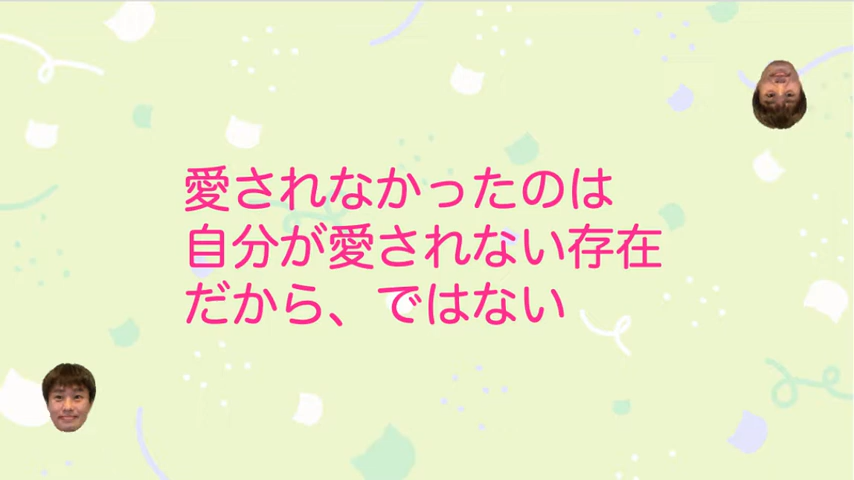 愛されなかったのは
自分が愛されない存在
だから、ではない